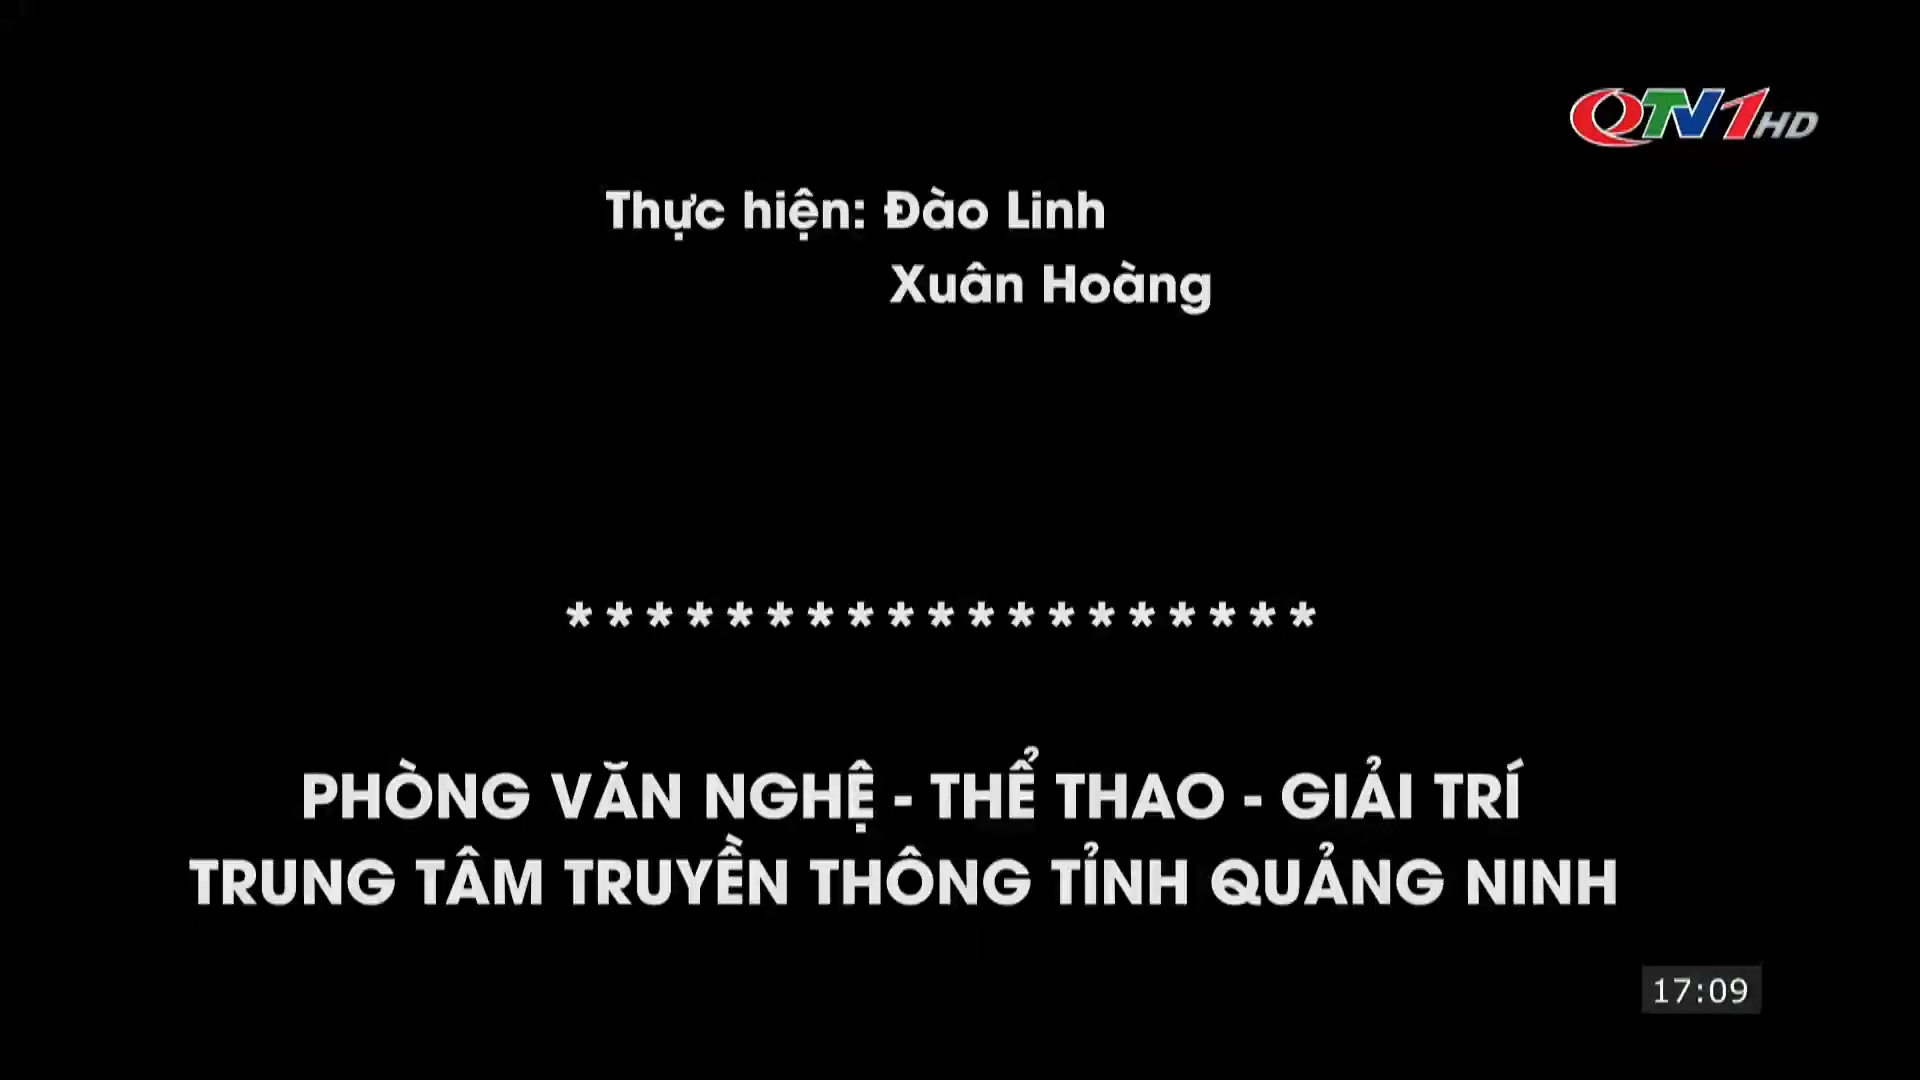 QTV1HD
Thực hiện: Đào Linh
Xuân Hoàng
*******************
PHÒNG VĂN NGHỆ - THỂ THAO - GIẢI TRÍ
TRUNG TÂM TRUYỀN THÔNG TỈNH QUẢNG NINH
17:09